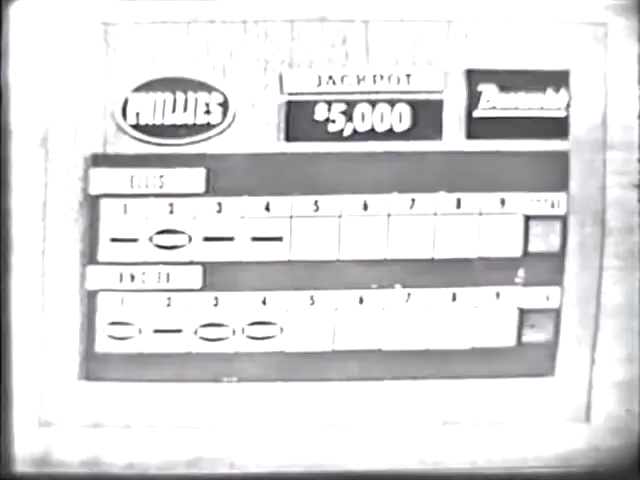 JACKPOT
PHILLIES
$5,000
ELLIS
1 2 3 4 5 6 7 8 9 TOTAL
1 2 3 4 5 6 7 8 9